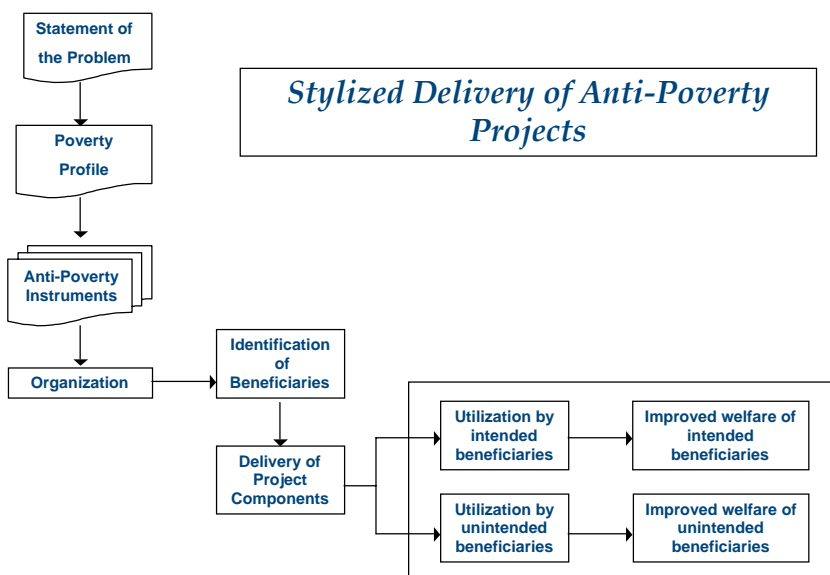 Statement of
the Problem
Stylized Delivery of Anti-Poverty
Projects
Poverty
Profile
Anti-Poverty
Instruments
Organization
Identification
of
Beneficiaries
Delivery of
Project
Components
Utilization by
intended
beneficiaries
Improved welfare of
intended
beneficiaries
Utilization by
unintended
beneficiaries
Improved welfare of
unintended
beneficiaries